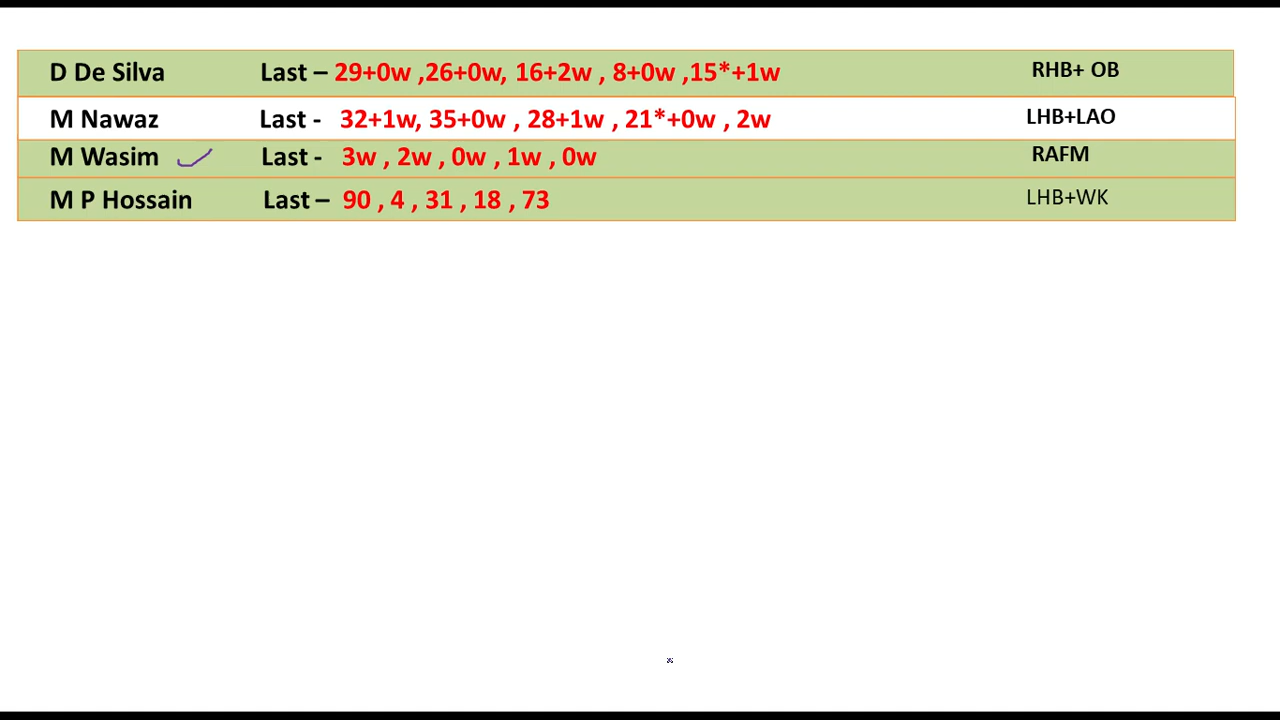 D De Silva Last – 29+0w ,26+0w, 16+2w , 8+0w ,15*+1w RHB+ OB
M Nawaz Last - 32+1w, 35+0w , 28+1w , 21*+0w , 2w LHB+LAO
M Wasim Last - 3w , 2w , 0w , 1w , 0w RAFM
M P Hossain Last – 90 , 4 , 31 , 18 , 73 LHB+WK